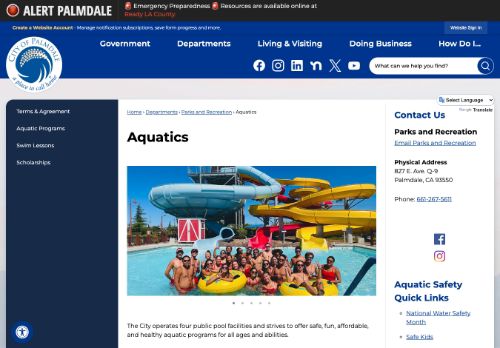 ALERT PALMDALE
🚨 Emergency Preparedness 🚨 Resources are available online at
Ready LA County.
Create a Website Account - Manage notification subscriptions, save form progress and more.
Website Sign In
CITY OF PALMDALE
a place to call home
Government
Departments
Living & Visiting
Doing Business
How Do I...
What can we help you find?
Select Language
Google Translate
Terms & Agreement
Aquatic Programs
Swim Lessons
Scholarships
Home › Departments › Parks and Recreation › Aquatics
Aquatics
The City operates four public pool facilities and strives to offer safe, fun, affordable,
and healthy aquatic programs for all ages and abilities.
Contact Us
Parks and Recreation
Email Parks and Recreation
Physical Address
827 E. Ave. Q-9
Palmdale, CA 93550
Phone: 661-267-5611
Aquatic Safety
Quick Links
National Water Safety
Month
Safe Kids